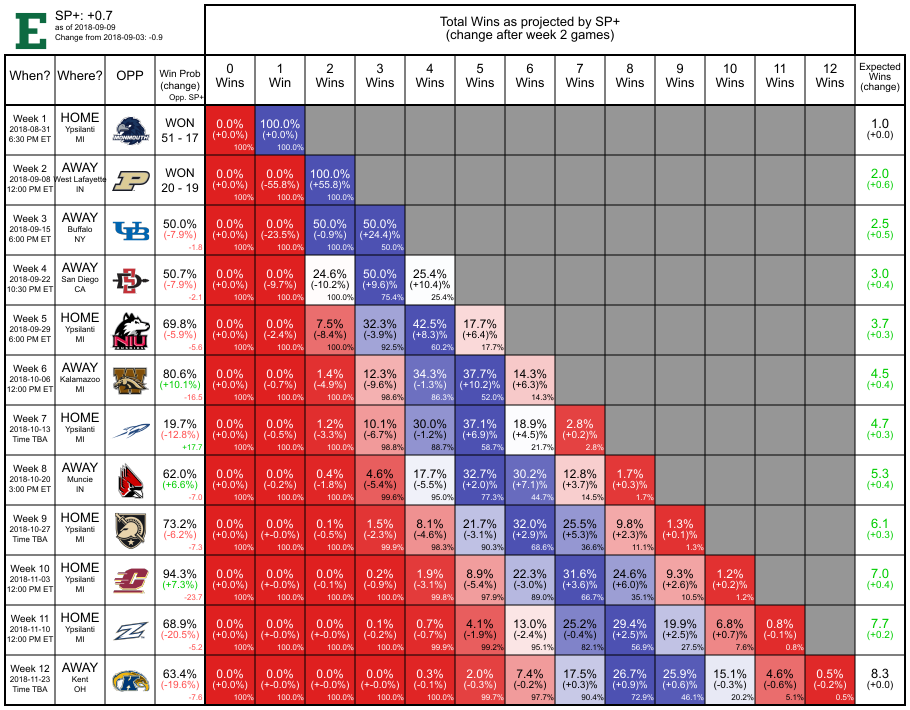 E
SP+: +0.7
as of 2018-09-09
Change from 2018-09-03: -0.9
Total Wins as projected by SP+
(change after week 2 games)
When? Where? OPP Win Prob (change) Opp. SP+ 0 Wins 1 Win 2 Wins 3 Wins 4 Wins 5 Wins 6 Wins 7 Wins 8 Wins 9 Wins 10 Wins 11 Wins 12 Wins Expected Wins (change)
Week 1 HOME MONMOUTH WON 0.0% 100.0% 1.0
2018-08-31 Ypsilanti 51 - 17 (+0.0%) (+0.0%) (+0.0)
6:30 PM ET MI 100% 100.0%
Week 2 AWAY P WON 0.0% 0.0% 100.0% 2.0
2018-09-08 West Lafayette 20 - 19 (+0.0%) (-55.8%) (+55.8)% (+0.6)
12:00 PM ET IN 100% 100.0% 100.0%
Week 3 AWAY UB 50.0% 0.0% 0.0% 50.0% 50.0% 2.5
2018-09-15 Buffalo (-7.9%) (+0.0%) (-23.5%) (-0.9%) (+24.4)% (+0.5)
6:00 PM ET NY -1.8 100% 100.0% 100.0% 50.0%
Week 4 AWAY SD 50.7% 0.0% 0.0% 24.6% 50.0% 25.4% 3.0
2018-09-22 San Diego (-7.9%) (+0.0%) (-9.7%) (-10.2%) (+9.6)% (+10.4)% (+0.4)
10:30 PM ET CA -2.1 100% 100.0% 100.0% 75.4% 25.4%
Week 5 HOME NIU 69.8% 0.0% 0.0% 7.5% 32.3% 42.5% 17.7% 3.7
2018-09-29 Ypsilanti (-5.9%) (+0.0%) (-2.4%) (-8.4%) (-3.9%) (+8.3)% (+6.4)% (+0.3)
6:00 PM ET MI -5.6 100% 100.0% 100.0% 92.5% 60.2% 17.7%
Week 6 AWAY W 80.6% 0.0% 0.0% 1.4% 12.3% 34.3% 37.7% 14.3% 4.5
2018-10-06 Kalamazoo (+10.1%) (+0.0%) (-0.7%) (-4.9%) (-9.6%) (-1.3%) (+10.2)% (+6.3)% (+0.4)
12:00 PM ET MI -16.5 100% 100.0% 100.0% 98.6% 86.3% 52.0% 14.3%
Week 7 HOME 19.7% 0.0% 0.0% 1.2% 10.1% 30.0% 37.1% 18.9% 2.8% 4.7
2018-10-13 Ypsilanti (-12.8%) (+0.0%) (-0.5%) (-3.3%) (-6.7%) (-1.2%) (+6.9)% (+4.5)% (+0.2)% (+0.3)
Time TBA MI +17.7 100% 100.0% 100.0% 98.8% 88.7% 58.7% 21.7% 2.8%
Week 8 AWAY 62.0% 0.0% 0.0% 0.4% 4.6% 17.7% 32.7% 30.2% 12.8% 1.7% 5.3
2018-10-20 Muncie (+6.6%) (+0.0%) (-0.2%) (-1.8%) (-5.4%) (-5.5%) (+2.0)% (+7.1)% (+3.7)% (+0.3)% (+0.4)
3:00 PM ET IN -7.0 100% 100.0% 100.0% 99.6% 95.0% 77.3% 44.7% 14.5% 1.7%
Week 9 HOME 73.2% 0.0% 0.0% 0.1% 1.5% 8.1% 21.7% 32.0% 25.5% 9.8% 1.3% 6.1
2018-10-27 Ypsilanti (-6.2%) (+0.0%) (+-0.0%) (-0.5%) (-2.3%) (-4.6%) (-3.1%) (+2.9)% (+5.3)% (+2.3)% (+0.1)% (+0.3)
Time TBA MI -7.3 100% 100.0% 100.0% 99.9% 98.3% 90.3% 68.6% 36.6% 11.1% 1.3%
Week 10 HOME C 94.3% 0.0% 0.0% 0.0% 0.2% 1.9% 8.9% 22.3% 31.6% 24.6% 9.3% 1.2% 7.0
2018-11-03 Ypsilanti (+7.3%) (+0.0%) (+-0.0%) (-0.1%) (-0.9%) (-3.1%) (-5.4%) (-3.0%) (+3.6)% (+6.0)% (+2.6)% (+0.2)% (+0.4)
12:00 PM ET MI -23.7 100% 100.0% 100.0% 100.0% 99.8% 97.9% 89.0% 66.7% 35.1% 10.5% 1.2%
Week 11 HOME Z 68.9% 0.0% 0.0% 0.0% 0.1% 0.7% 4.1% 13.0% 25.2% 29.4% 19.9% 6.8% 0.8% 7.7
2018-11-10 Ypsilanti (-20.5%) (+0.0%) (+-0.0%) (+-0.0%) (-0.2%) (-0.7%) (-1.9%) (-2.4%) (-0.4%) (+2.5)% (+2.5)% (+0.7)% (-0.1%) (+0.2)
12:00 PM ET MI -5.2 100% 100.0% 100.0% 100.0% 99.9% 99.2% 95.1% 82.1% 56.9% 27.5% 7.6% 0.8%
Week 12 AWAY K 63.4% 0.0% 0.0% 0.0% 0.0% 0.3% 2.0% 7.4% 17.5% 26.7% 25.9% 15.1% 4.6% 0.5% 8.3
2018-11-23 Kent (-19.6%) (+0.0%) (+-0.0%) (+-0.0%) (+-0.0%) (-0.1%) (-0.3%) (-0.2%) (+0.3)% (+0.9)% (+0.6)% (-0.3%) (-0.6%) (-0.2%) (+0.0)
Time TBA OH -7.6 100% 100.0% 100.0% 100.0% 100.0% 99.7% 97.7% 90.4% 72.9% 46.1% 20.2% 5.1% 0.5%